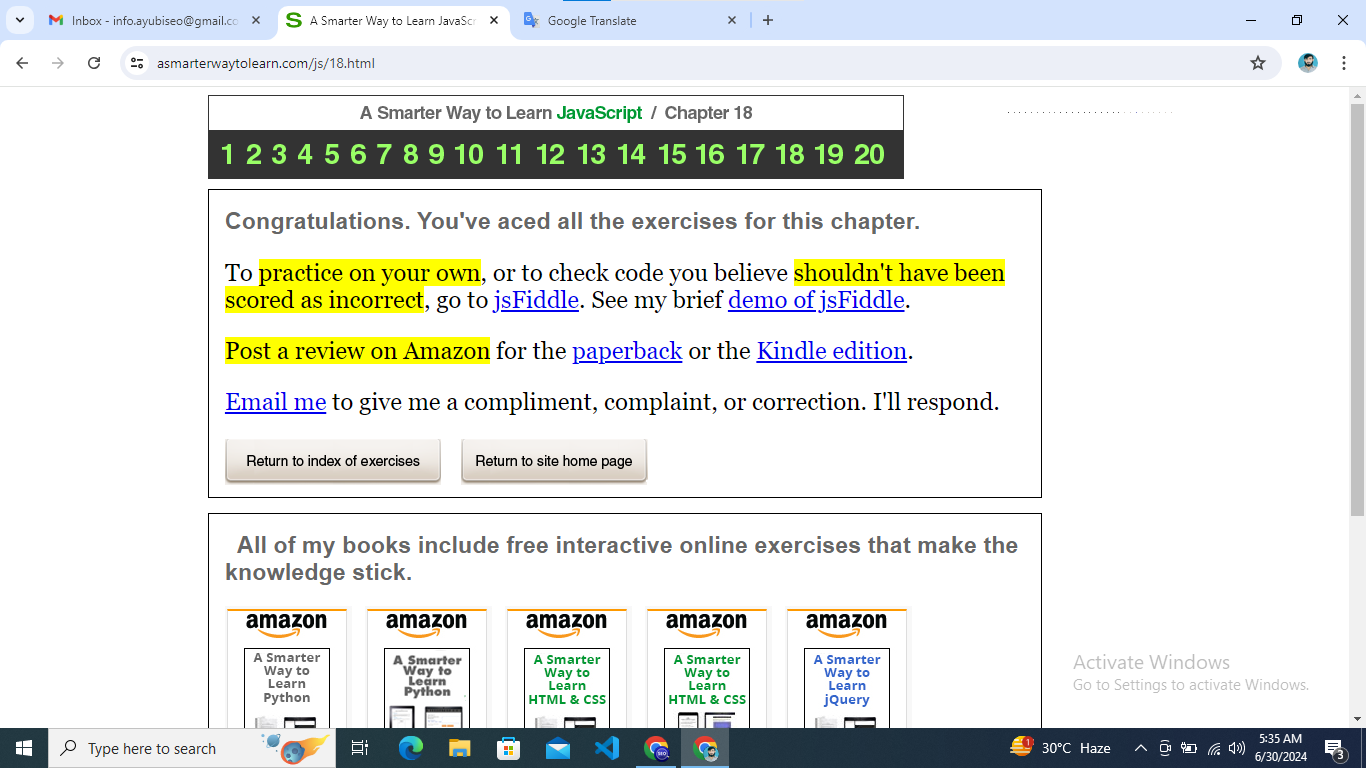 Inbox - info.ayubiseo@gmail.co
A Smarter Way to Learn JavaScr
Google Translate
asmarterwaytolearn.com/js/18.html
A Smarter Way to Learn JavaScript / Chapter 18
1 2 3 4 5 6 7 8 9 10 11 12 13 14 15 16 17 18 19 20
Congratulations. You've aced all the exercises for this chapter.
To practice on your own, or to check code you believe shouldn't have been
scored as incorrect, go to jsFiddle. See my brief demo of jsFiddle.
Post a review on Amazon for the paperback or the Kindle edition.
Email me to give me a compliment, complaint, or correction. I'll respond.
Return to index of exercises
Return to site home page
All of my books include free interactive online exercises that make the
knowledge stick.
amazon
A Smarter
Way to
Learn
Python
amazon
A Smarter
Way to
Learn
Python
amazon
A Smarter
Way to
Learn
HTML & CSS
amazon
A Smarter
Way to
Learn
HTML & CSS
amazon
A Smarter
Way to
Learn
jQuery
Activate Windows
Go to Settings to activate Windows.
Type here to search
SEO
1
30°C Haze
5:35 AM
6/30/2024
3